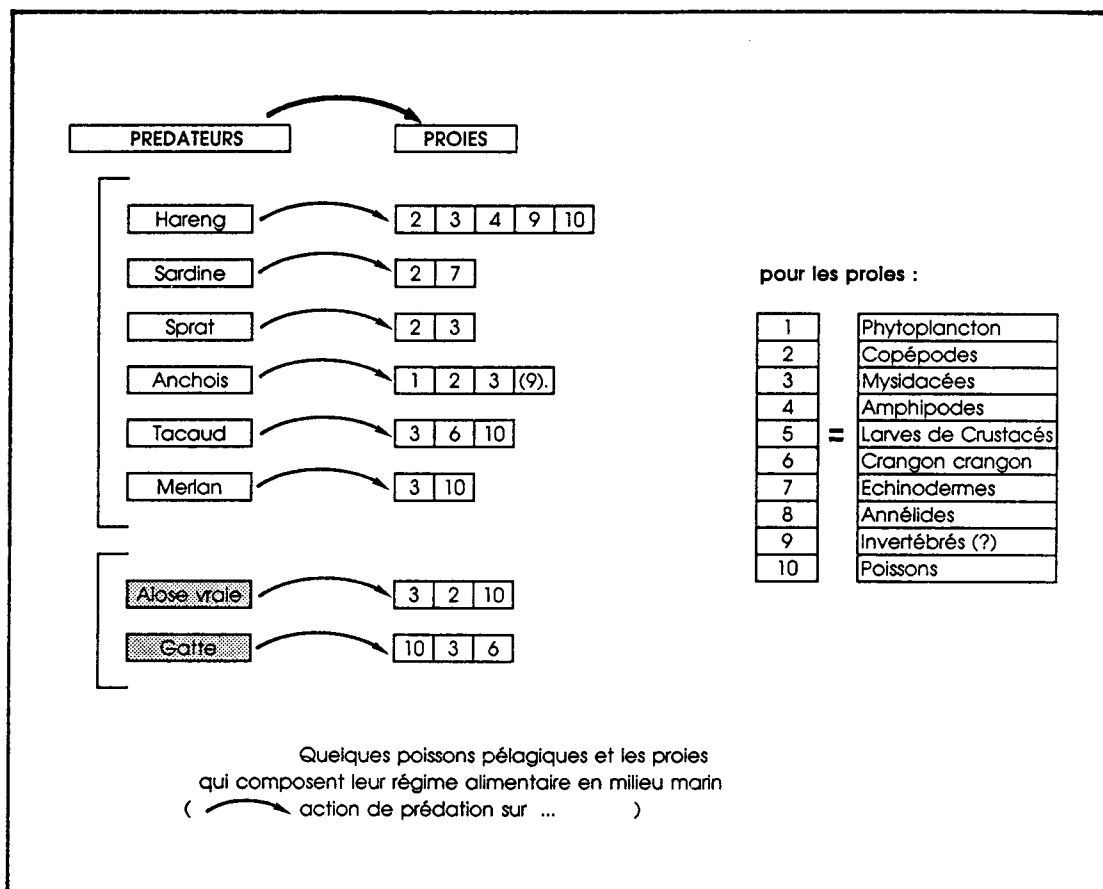 PREDATEURS PROIES
Hareng 2 3 4 9 10
Sardine 2 7
Sprat 2 3
Anchois 1 2 3 (9).
Tacaud 3 6 10
Merlan 3 10
Alose vraie 3 2 10
Gatte 10 3 6
pour les proies :
1 Phytoplancton
2 Copépodes
3 Mysidacées
4 Amphipodes
5 = Larves de Crustacés
6 Crangon crangon
7 Echinodermes
8 Annélides
9 Invertébrés (?)
10 Poissons
Quelques poissons pélagiques et les proies
qui composent leur régime alimentaire en milieu marin
( action de prédation sur ... )